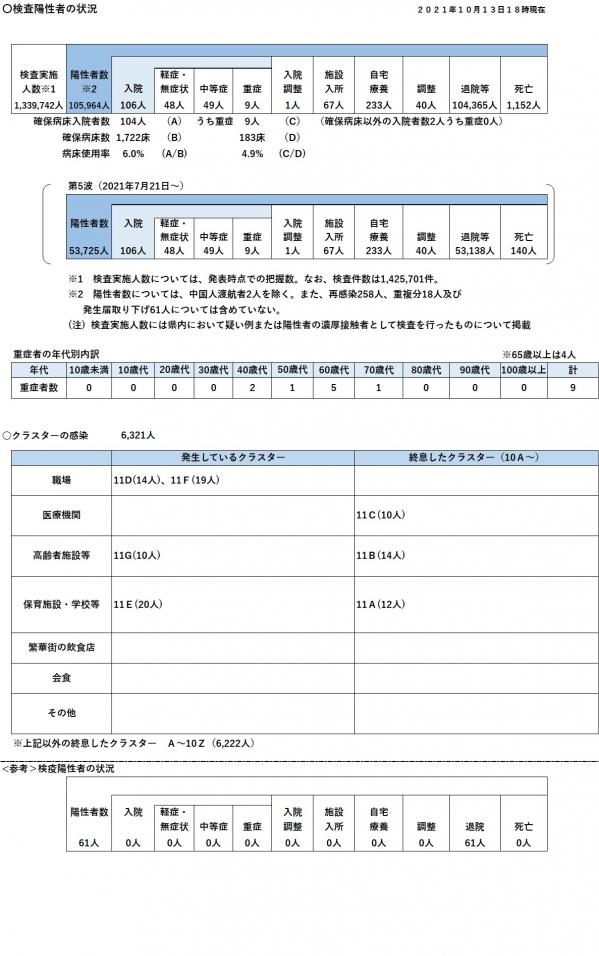 〇検査陽性者の状況 2021年10月13日18時現在
検査実施 陽性者数 入院 軽症・ 中等症 重症 入院 施設 自宅 調整 退院等 死亡
人数※1 ※2 無症状 調整 入所 療養
1,339,742人 105,964人 106人 48人 49人 9人 1人 67人 233人 40人 104,365人 1,152人
確保病床入院者数 104人 (A) うち重症 9人 (C) (確保病床以外の入院者数2人うち重症0人)
確保病床数 1,722床 (B) 183床 (D)
病床使用率 6.0% (A/B) 4.9% (C/D)
第5波(2021年7月21日～)
陽性者数 入院 軽症・ 中等症 重症 入院 施設 自宅 調整 退院等 死亡
無症状 調整 入所 療養
53,725人 106人 48人 49人 9人 1人 67人 233人 40人 53,138人 140人
※1 検査実施人数については、発表時点での把握数。なお、検査件数は1,425,701件。
※2 陽性者数については、中国人渡航者2人を除く。また、再感染258人、重複分18人及び
発生届取り下げ61人については含めていない。
(注)検査実施人数には県内において疑い例または陽性者の濃厚接触者として検査を行ったものについて掲載
重症者の年代別内訳 ※65歳以上は4人
年代 10歳未満 10歳代 20歳代 30歳代 40歳代 50歳代 60歳代 70歳代 80歳代 90歳代 100歳以上 計
重症者数 0 0 0 0 2 1 5 1 0 0 0 9
〇クラスターの感染 6,321人
発生しているクラスター 終息したクラスター(10A～)
職場 11D(14人)、11F(19人)
医療機関 11C(10人)
高齢者施設等 11G(10人) 11B(14人)
保育施設・学校等 11E(20人) 11A(12人)
繁華街の飲食店
会食
その他
※上記以外の終息したクラスター A～10Z(6,222人)
<参考>検疫陽性者の状況
陽性者数 入院 軽症・ 中等症 重症 入院 施設 自宅 調整 退院 死亡
無症状 調整 入所 療養
61人 0人 0人 0人 0人 0人 0人 0人 0人 61人 0人